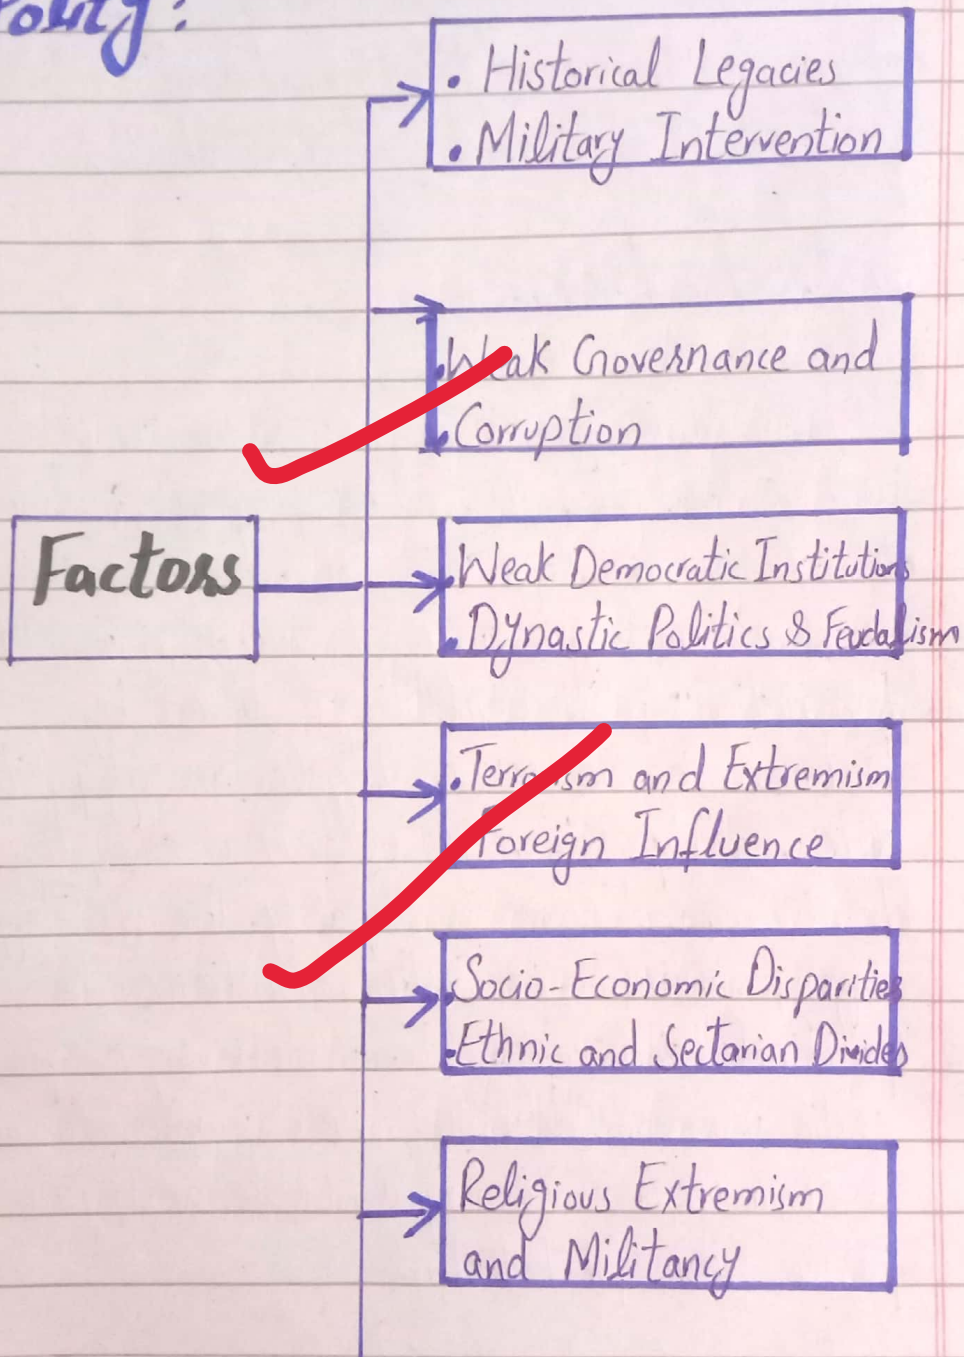 • Historical Legacies
• Military Intervention
• Weak Governance and
• Corruption
Factors
• Weak Democratic Institutions
• Dynastic Politics & Feudalism
• Terrorism and Extremism
Foreign Influence
• Socio-Economic Disparities
• Ethnic and Sectarian Divides
Religious Extremism
and Militancy